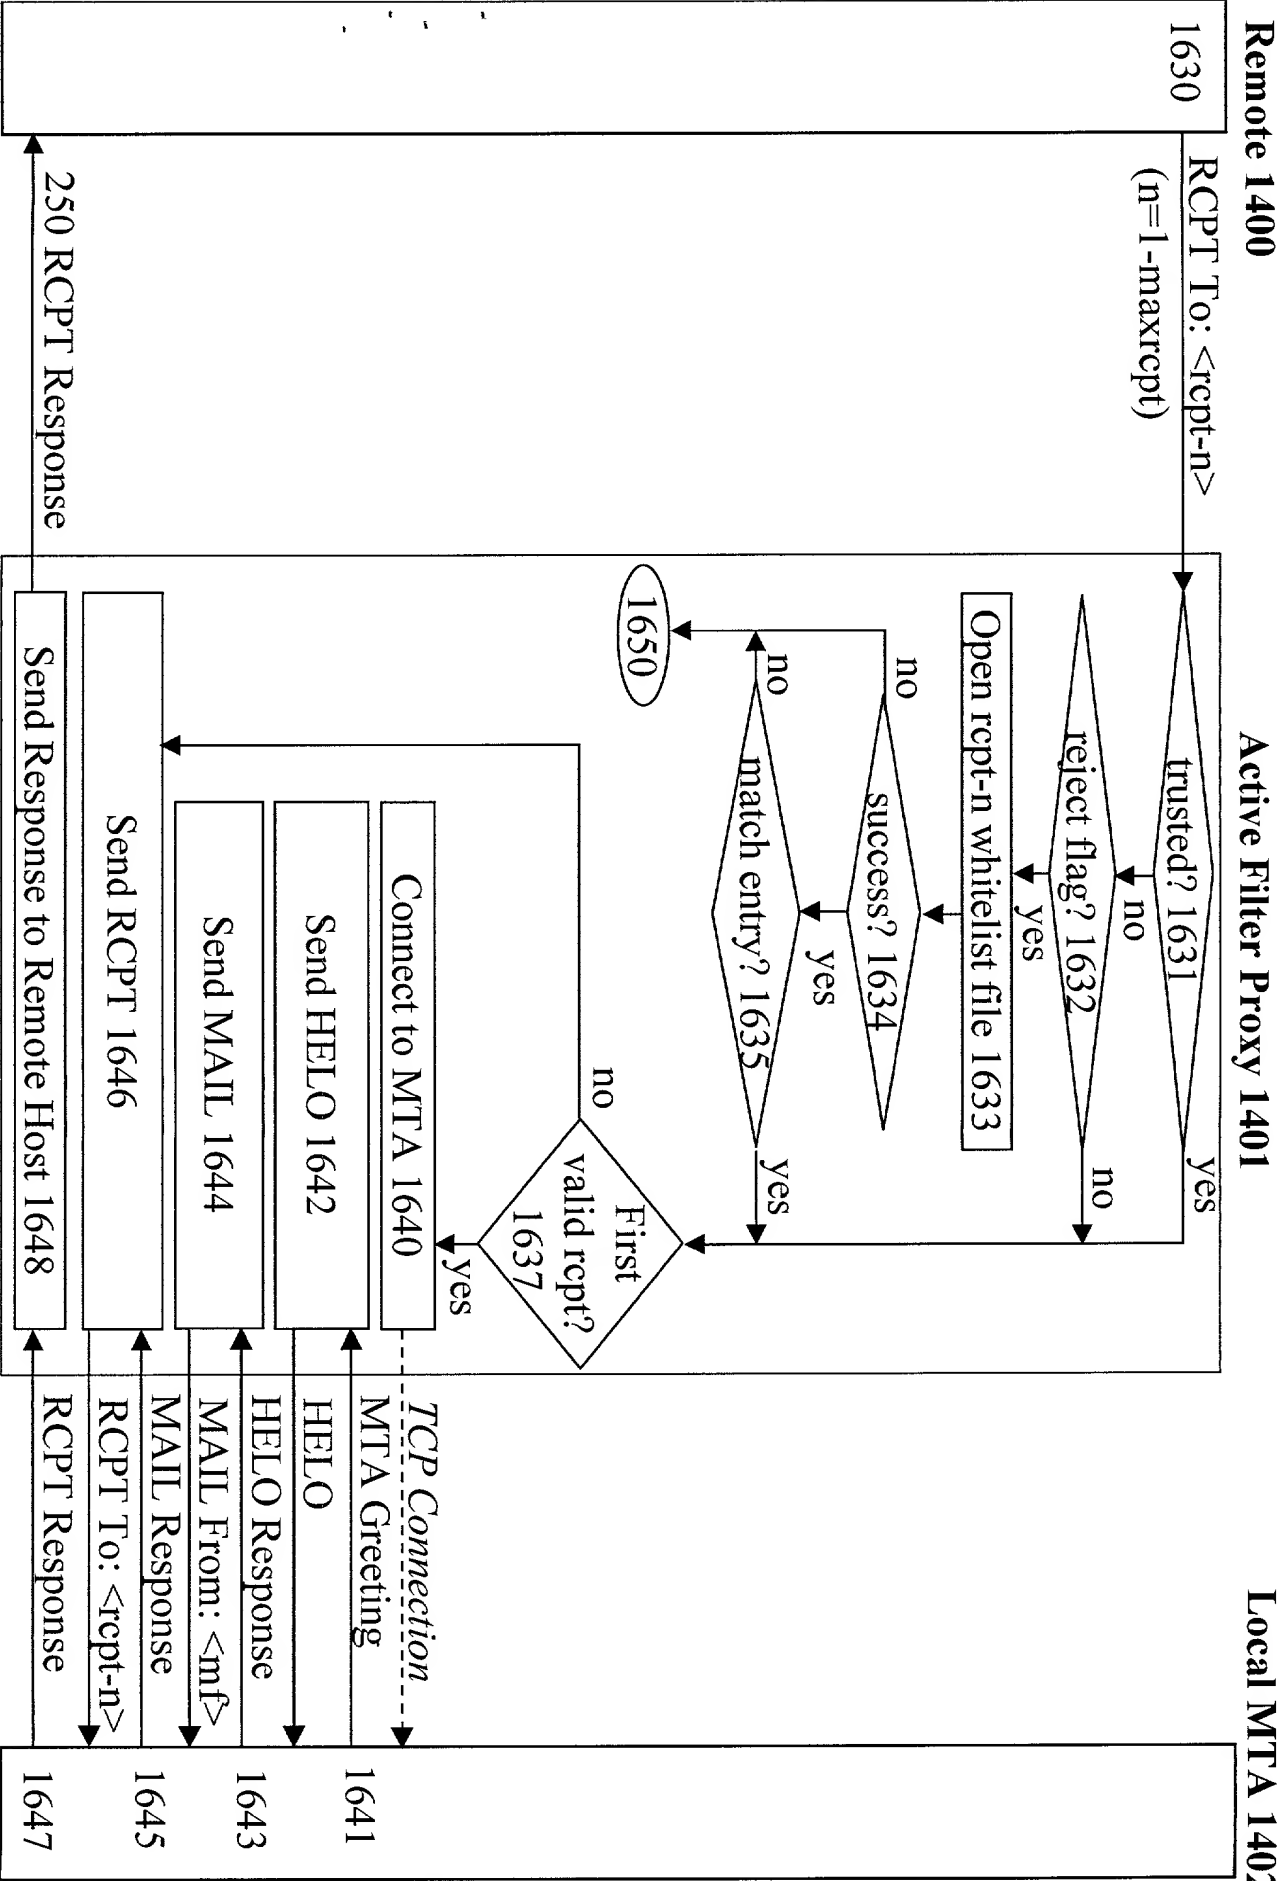 Remote 1400
Active Filter Proxy 1401
Local MTA 1402
1630
RCPT To: <rcpt-n>
(n=1-maxrcpt)
trusted? 1631
yes
no
reject flag? 1632
no
yes
Open rcpt-n whitelist file 1633
no
success? 1634
yes
no
match entry? 1635
yes
1650
First
valid rcpt?
1637
no
yes
Connect to MTA 1640
TCP Connection
MTA Greeting
1641
Send HELO 1642
HELO
HELO Response
1643
Send MAIL 1644
MAIL From: <mf>
MAIL Response
1645
Send RCPT 1646
RCPT To: <rcpt-n>
RCPT Response
1647
Send Response to Remote Host 1648
250 RCPT Response